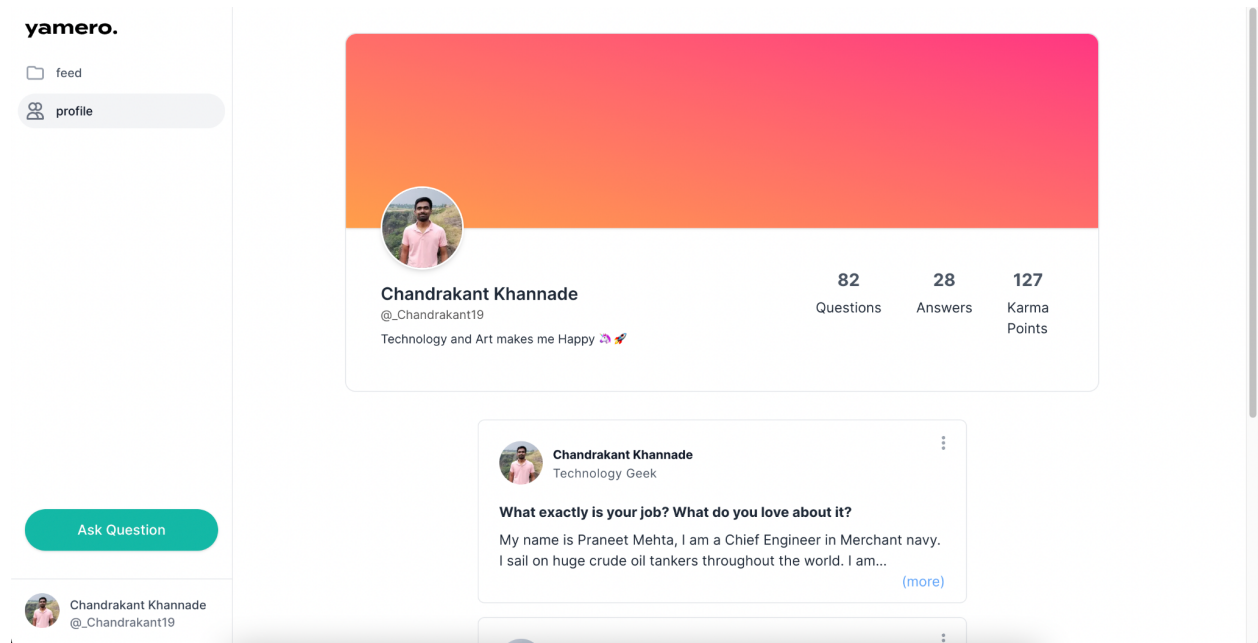 yamero.
feed
profile
Chandrakant Khannade
@_Chandrakant19
Technology and Art makes me Happy 🦄 🚀
82
Questions
28
Answers
127
Karma
Points
Chandrakant Khannade
Technology Geek
What exactly is your job? What do you love about it?
My name is Praneet Mehta, I am a Chief Engineer in Merchant navy.
I sail on huge crude oil tankers throughout the world. I am...
(more)
Ask Question
Chandrakant Khannade
@_Chandrakant19